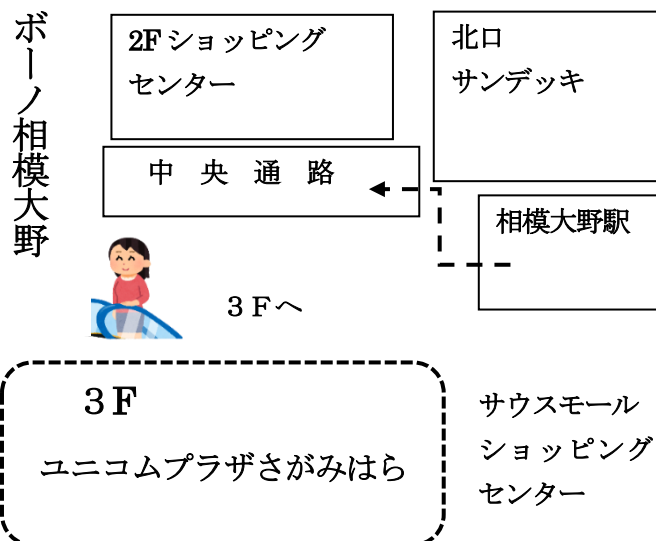 ボーノ相模大野
2Fショッピング
センター
北口
サンデッキ
中央通路
相模大野駅
３Fへ
３F
ユニコムプラザさがみはら
サウスモール
ショッピング
センター